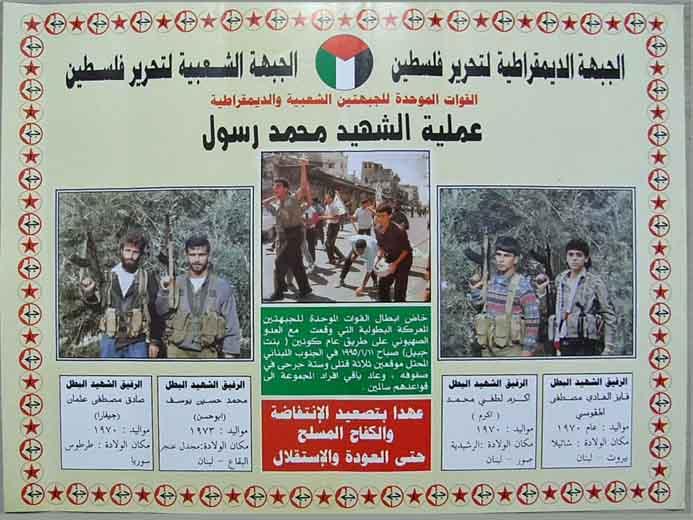 الجبهة الديمقراطية لتحرير فلسطين
الجبهة الشعبية لتحرير فلسطين
القوات الموحدة للجبهتين الشعبية والديمقراطية
عملية الشهيد محمد رسول
خاض ابطال القوات الموحدة للجبهتين
المعركة البطولية التي وقعت مع العدو
الصهيوني على طريق عام كونين ( بنت
جبيل) صباح ١٩٩٥/٦/١١ في الجنوب اللبناني
المحتل موقعين ثلاثة قتلى وستة جرحى في
صفوفه ، وعاد باقي افراد المجموعة الى
قواعدهم سالمين .
عهدا بتصعيد الإنتفاضة
والكفاح المسلح
حتى العودة والإستقلال
الرفيق الشهيد البطل
فايز الفادي مصطفى
المقوسي
مواليد : عام ١٩٧٠
مكان الولادة : شاتيلا
بيروت - لبنان
الرفيق الشهيد البطل
اكرم لطفي محمد
( اكرم )
مواليد : ١٩٧٠
مكان الولادة :الرشيدية
صور - لبنان
الرفيق الشهيد البطل
محمد حسين يوسف
(ابوحسن)
مواليد : ١٩٧٣
مكان الولادة:مجدل عنجر
البقاع - لبنان
الرفيق الشهيد البطل
صادق مصطفى علمان
(جيفارا)
مواليد : ١٩٧٠
مكان الولادة : طرطوس
سوريا